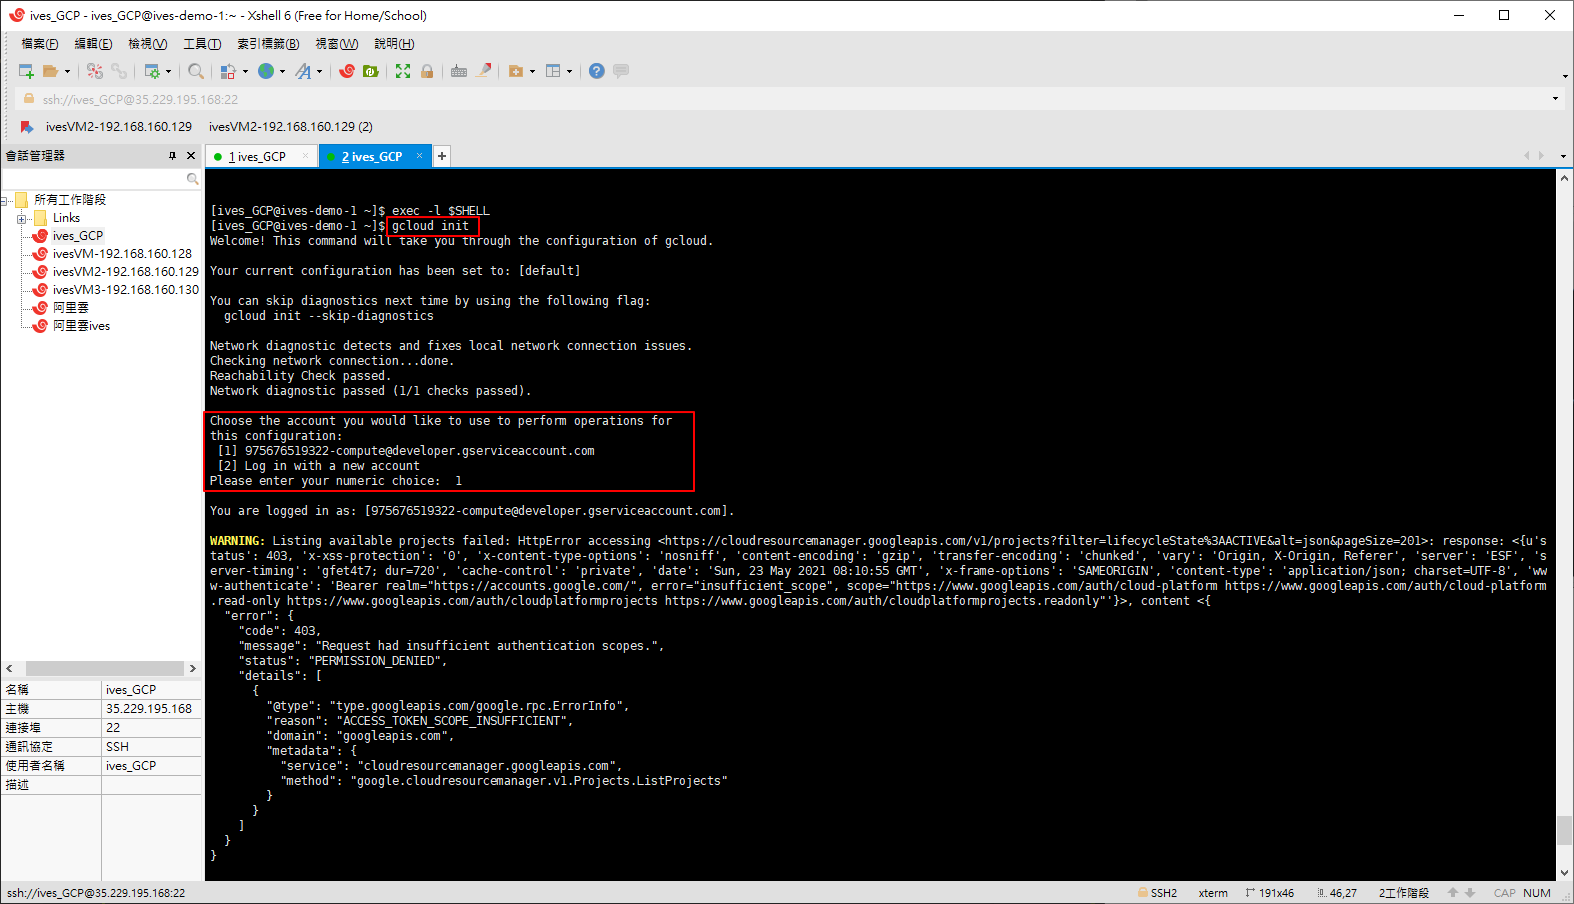 ives_GCP - ives_GCP@ives-demo-1:~ - Xshell 6 (Free for Home/School)
檔案(F) 編輯(E) 檢視(V) 工具(T) 索引標籤(B) 視窗(W) 說明(H)
ssh://ives_GCP@35.229.195.168:22
ivesVM2-192.168.160.129 ivesVM2-192.168.160.129 (2)
會話管理器
1 ives_GCP 2 ives_GCP
所有工作階段
Links
ives_GCP
ivesVM-192.168.160.128
ivesVM2-192.168.160.129
ivesVM3-192.168.160.130
阿里雲
阿里雲ives
名稱 ives_GCP
主機 35.229.195.168
連接埠 22
通訊協定 SSH
使用者名稱 ives_GCP
描述
[ives_GCP@ives-demo-1 ~]$ exec -l $SHELL
[ives_GCP@ives-demo-1 ~]$ gcloud init
Welcome! This command will take you through the configuration of gcloud.
Your current configuration has been set to: [default]
You can skip diagnostics next time by using the following flag:
  gcloud init --skip-diagnostics
Network diagnostic detects and fixes local network connection issues.
Checking network connection...done.
Reachability Check passed.
Network diagnostic passed (1/1 checks passed).
Choose the account you would like to use to perform operations for
this configuration:
 [1] 975676519322-compute@developer.gserviceaccount.com
 [2] Log in with a new account
Please enter your numeric choice:  1
You are logged in as: [975676519322-compute@developer.gserviceaccount.com].
WARNING: Listing available projects failed: HttpError accessing <https://cloudresourcemanager.googleapis.com/v1/projects?filter=lifecycleState%3AACTIVE&alt=json&pageSize=201>: response: <{u's
tatus': 403, 'x-xss-protection': '0', 'x-content-type-options': 'nosniff', 'content-encoding': 'gzip', 'transfer-encoding': 'chunked', 'vary': 'Origin, X-Origin, Referer', 'server': 'ESF', 's
erver-timing': 'gfet4t7; dur=720', 'cache-control': 'private', 'date': 'Sun, 23 May 2021 08:10:55 GMT', 'x-frame-options': 'SAMEORIGIN', 'content-type': 'application/json; charset=UTF-8', 'ww
w-authenticate': 'Bearer realm="https://accounts.google.com/", error="insufficient_scope", scope="https://www.googleapis.com/auth/cloud-platform https://www.googleapis.com/auth/cloud-platform
.read-only https://www.googleapis.com/auth/cloudplatformprojects https://www.googleapis.com/auth/cloudplatformprojects.readonly"'}>, content <{
  "error": {
    "code": 403,
    "message": "Request had insufficient authentication scopes.",
    "status": "PERMISSION_DENIED",
    "details": [
      {
        "@type": "type.googleapis.com/google.rpc.ErrorInfo",
        "reason": "ACCESS_TOKEN_SCOPE_INSUFFICIENT",
        "domain": "googleapis.com",
        "metadata": {
          "service": "cloudresourcemanager.googleapis.com",
          "method": "google.cloudresourcemanager.v1.Projects.ListProjects"
        }
      }
    ]
  }
}
ssh://ives_GCP@35.229.195.168:22 SSH2 xterm 191x46 46,27 2工作階段 CAP NUM